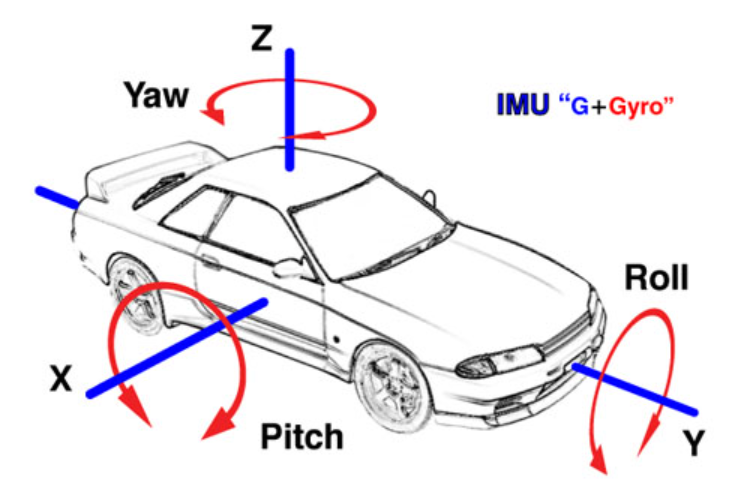 Z
Yaw
IMU “G+Gyro”
Roll
X
Pitch
Y